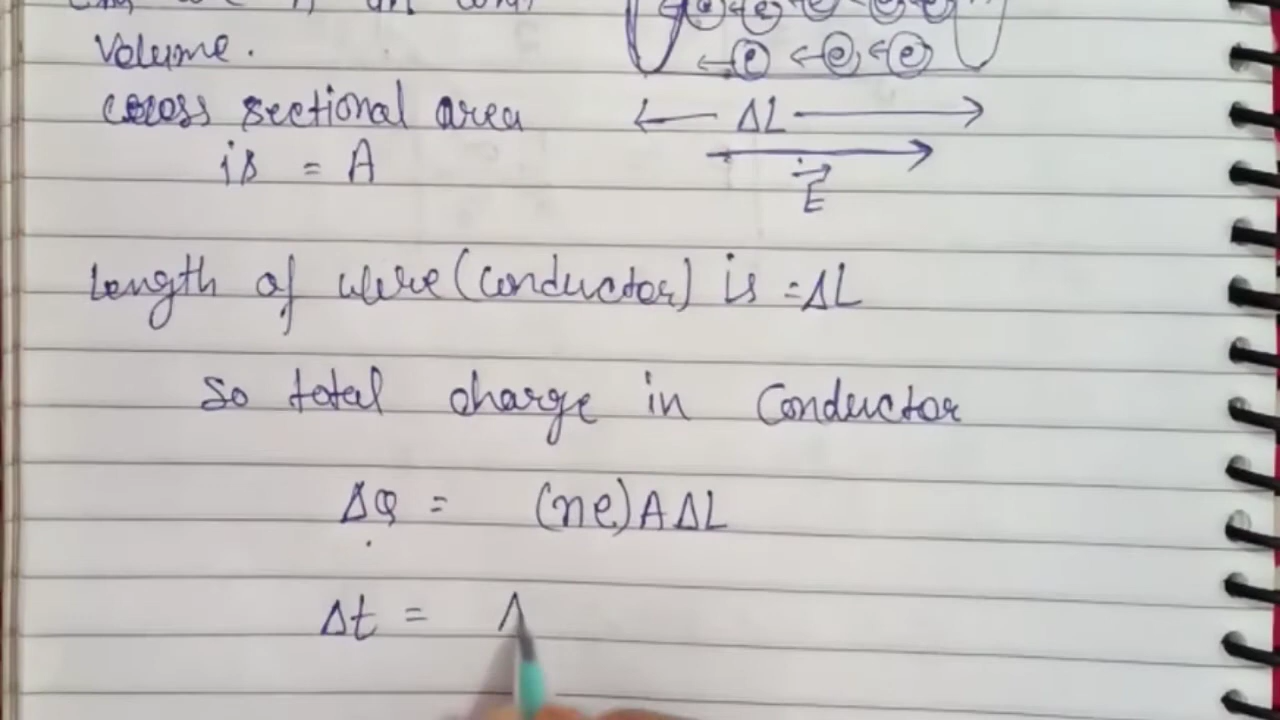 e e e e e
Volume.
e e e
cross sectional area
ΔL
is = A
E
Length of wire (conductor) is = ΔL
So total charge in Conductor
ΔQ = (ne) A ΔL
Δt =